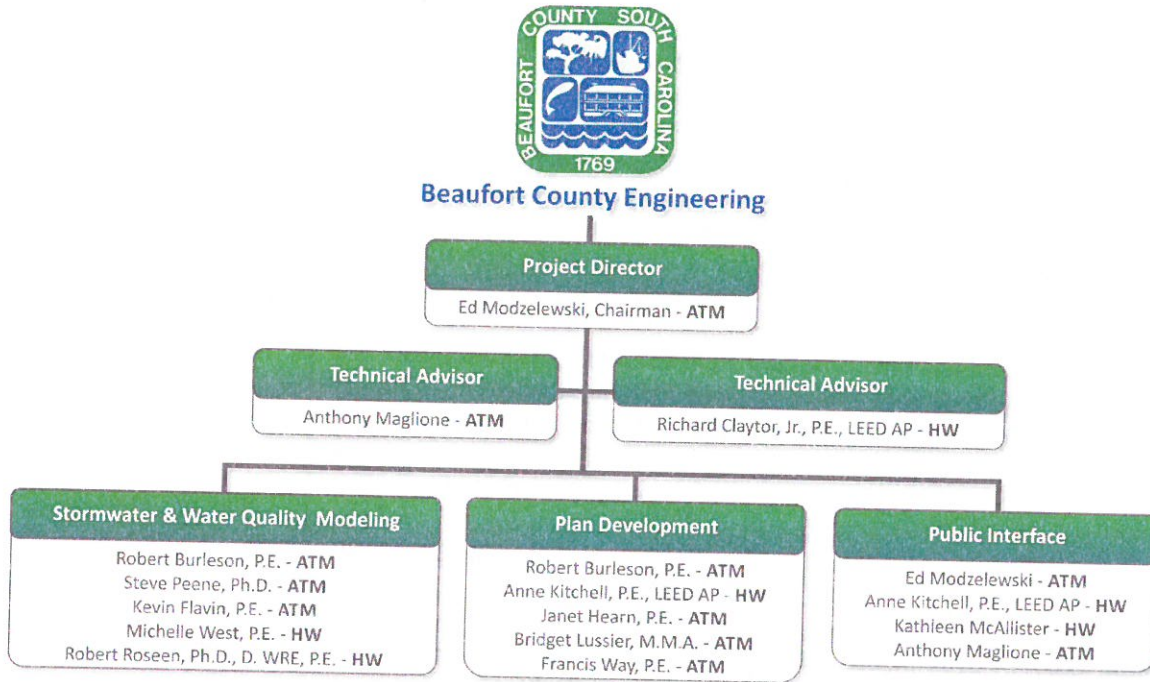 BEAUFORT COUNTY SOUTH CAROLINA
1769
Beaufort County Engineering
Project Director
Ed Modzelewski, Chairman - ATM
Technical Advisor
Anthony Maglione - ATM
Technical Advisor
Richard Claytor, Jr., P.E., LEED AP - HW
Stormwater & Water Quality Modeling
Robert Burleson, P.E. - ATM
Steve Peene, Ph.D. - ATM
Kevin Flavin, P.E. - ATM
Michelle West, P.E. - HW
Robert Roseen, Ph.D., D. WRE, P.E. - HW
Plan Development
Robert Burleson, P.E. - ATM
Anne Kitchell, P.E., LEED AP - HW
Janet Hearn, P.E. - ATM
Bridget Lussier, M.M.A. - ATM
Francis Way, P.E. - ATM
Public Interface
Ed Modzelewski - ATM
Anne Kitchell, P.E., LEED AP - HW
Kathleen McAllister - HW
Anthony Maglione - ATM